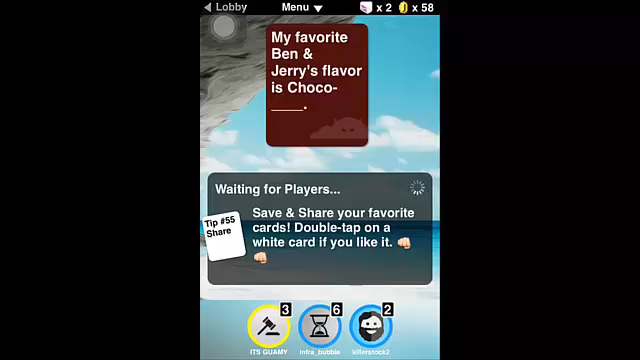 Lobby
Menu
x 2
x 58
My favorite
Ben &
Jerry's flavor
is Choco-
_____.
Waiting for Players...
Tip #55
Share
Save & Share your favorite
cards! Double-tap on a
white card if you like it. 👊🏻
👊🏻
3
6
2
ITS GUAMY
infra_bubble
killerstock2